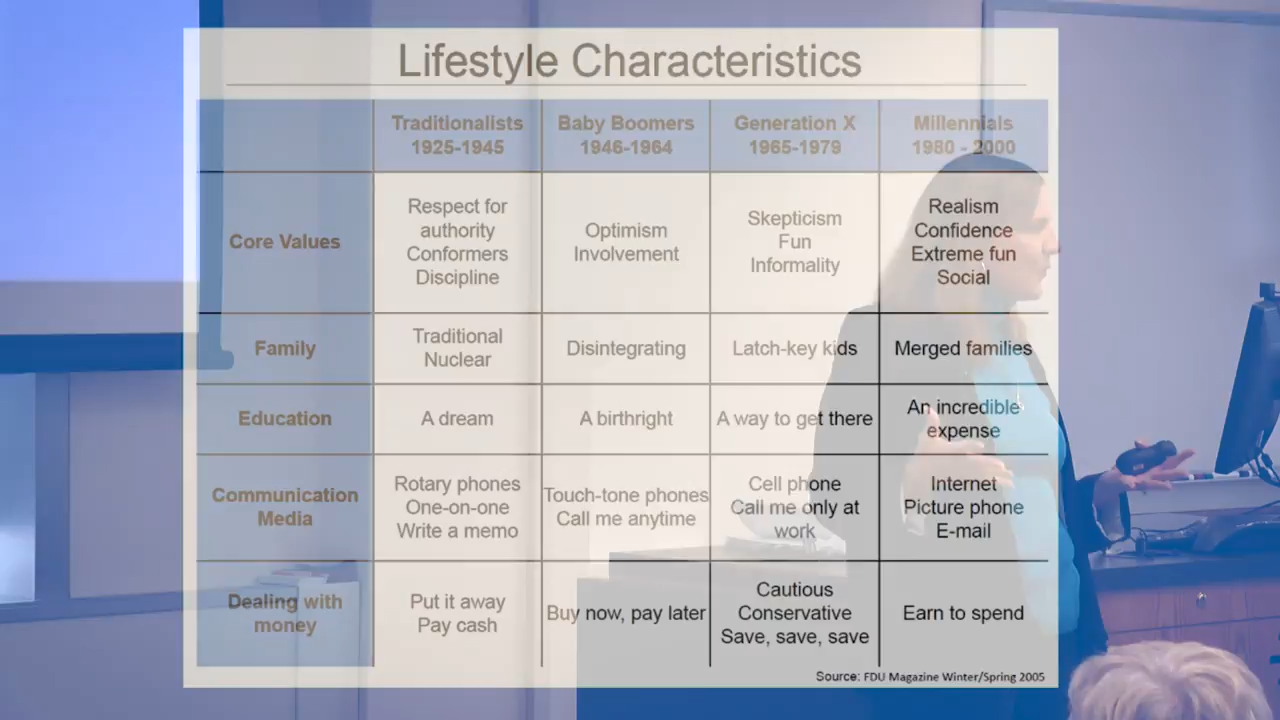 Lifestyle Characteristics
Traditionalists
1925-1945
Baby Boomers
1946-1964
Generation X
1965-1979
Millennials
1980 - 2000
Core Values
Respect for
authority
Conformers
Discipline
Optimism
Involvement
Skepticism
Fun
Informality
Realism
Confidence
Extreme fun
Social
Family
Traditional
Nuclear
Disintegrating
Latch-key kids
Merged families
Education
A dream
A birthright
A way to get there
An incredible
expense
Communication
Media
Rotary phones
One-on-one
Write a memo
Touch-tone phones
Call me anytime
Cell phone
Call me only at
work
Internet
Picture phone
E-mail
Dealing with
money
Put it away
Pay cash
Buy now, pay later
Cautious
Conservative
Save, save, save
Earn to spend
Source: FDU Magazine Winter/Spring 2005